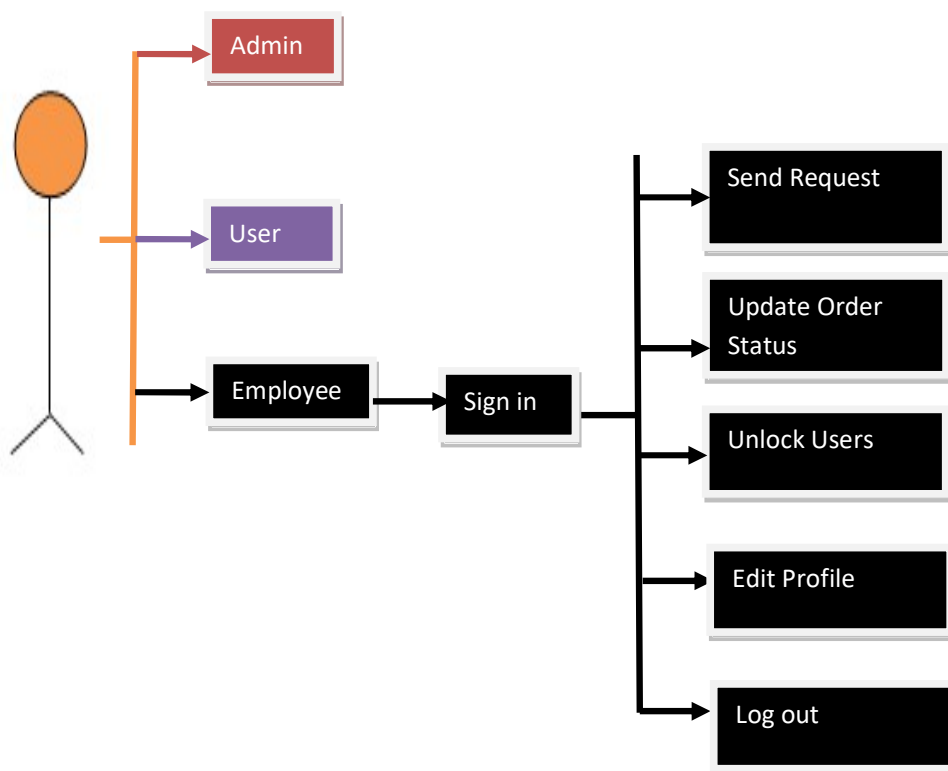 Admin
User
Employee
Sign in
Send Request
Update Order
Status
Unlock Users
Edit Profile
Log out